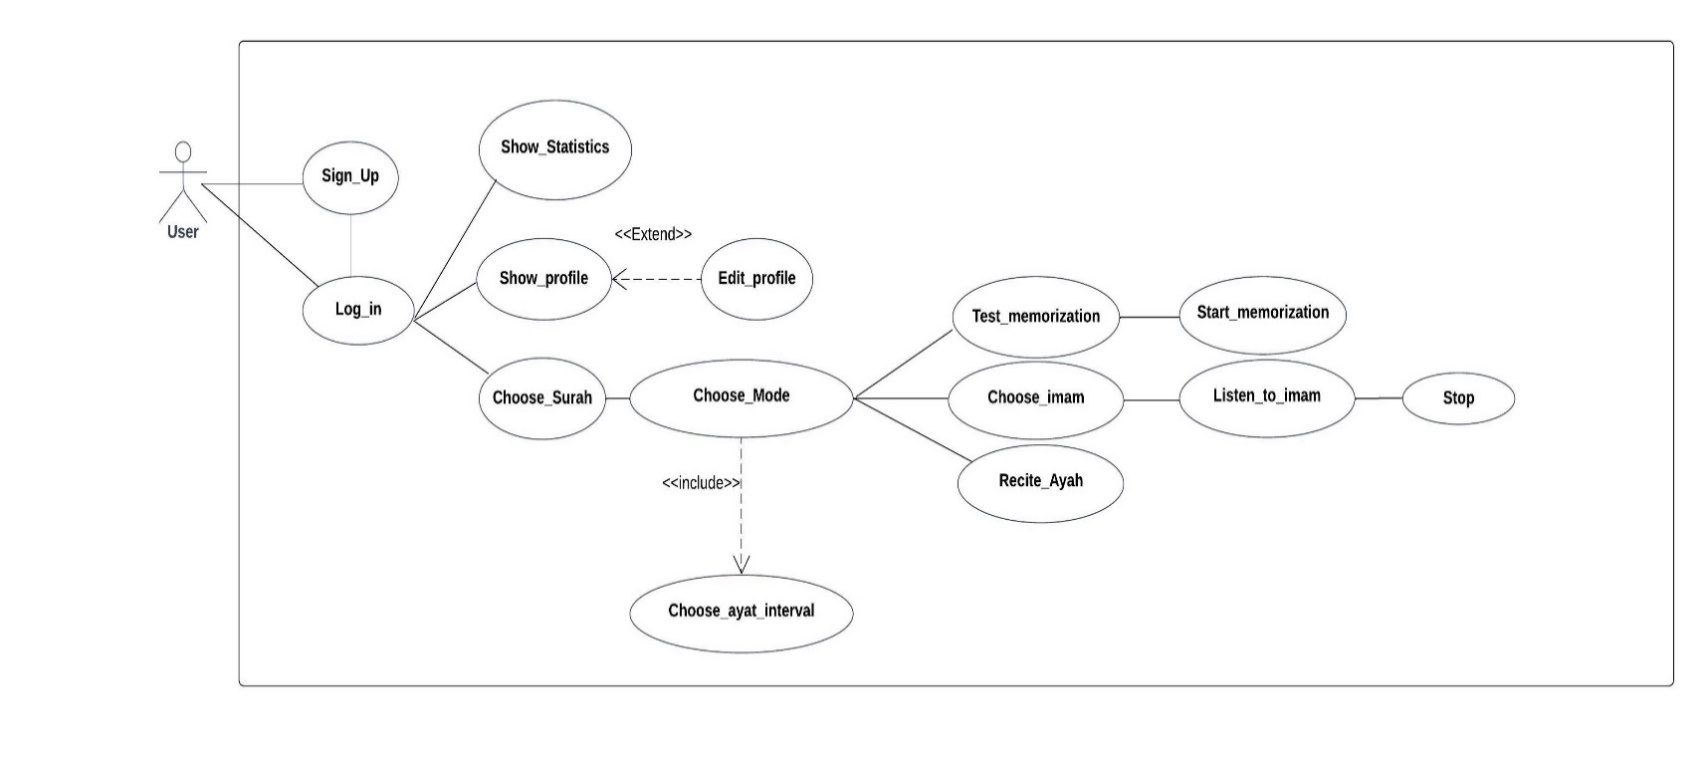 Show_Statistics
Sign_Up
User
<<Extend>>
Show_profile
Edit_profile
Log_in
Test_memorization
Start_memorization
Choose_Surah
Choose_Mode
Choose_imam
Listen_to_imam
Stop
<<include>>
Recite_Ayah
Choose_ayat_interval